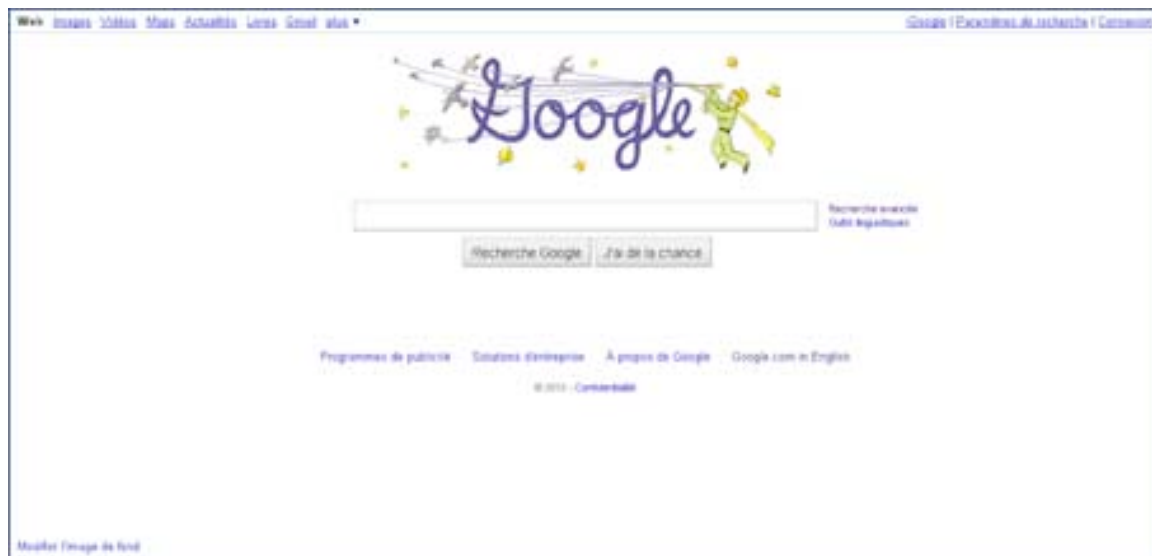 Web Images Vidéos Maps Actualités Livres Gmail plus ▼
iGoogle | Paramètres de recherche | Connexion
Google
Recherche avancée
Outils linguistiques
Recherche Google J'ai de la chance
Programmes de publicité Solutions d'entreprise À propos de Google Google.com in English
© 2010 - Confidentialité
Modifier l'image de fond